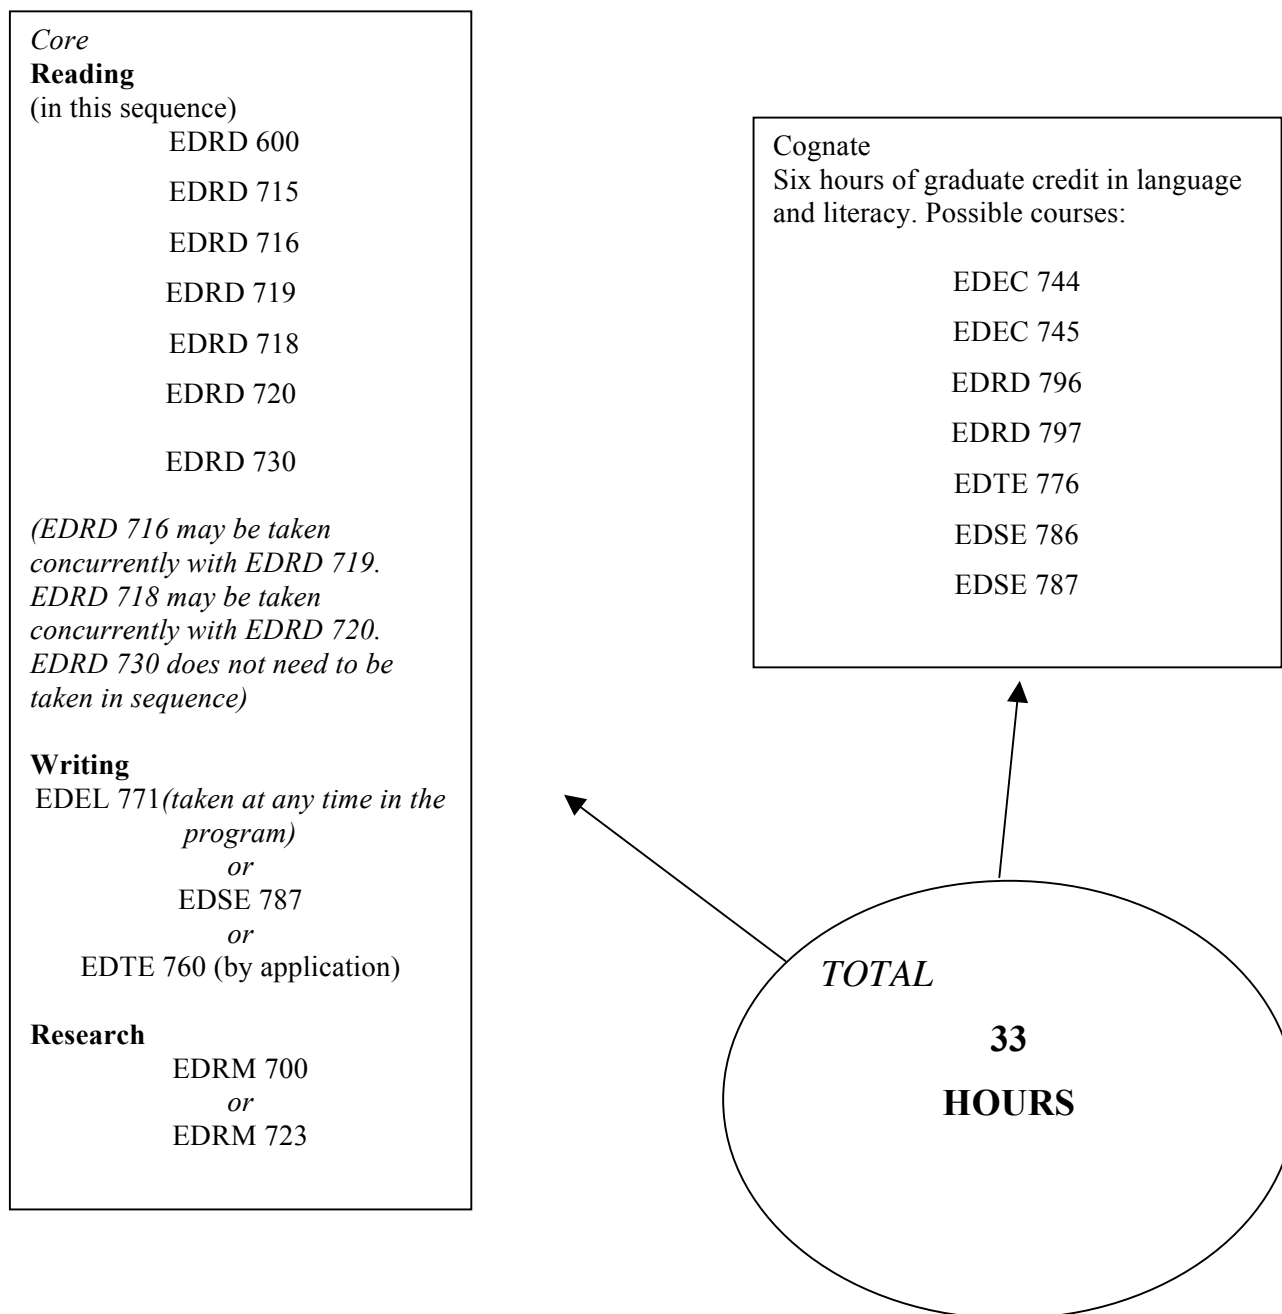 Core
Reading
(in this sequence)
EDRD 600
EDRD 715
EDRD 716
EDRD 719
EDRD 718
EDRD 720
EDRD 730
(EDRD 716 may be taken
concurrently with EDRD 719.
EDRD 718 may be taken
concurrently with EDRD 720.
EDRD 730 does not need to be
taken in sequence)
Writing
EDEL 771(taken at any time in the
program)
or
EDSE 787
or
EDTE 760 (by application)
Research
EDRM 700
or
EDRM 723
Cognate
Six hours of graduate credit in language
and literacy. Possible courses:
EDEC 744
EDEC 745
EDRD 796
EDRD 797
EDTE 776
EDSE 786
EDSE 787
TOTAL
33
HOURS